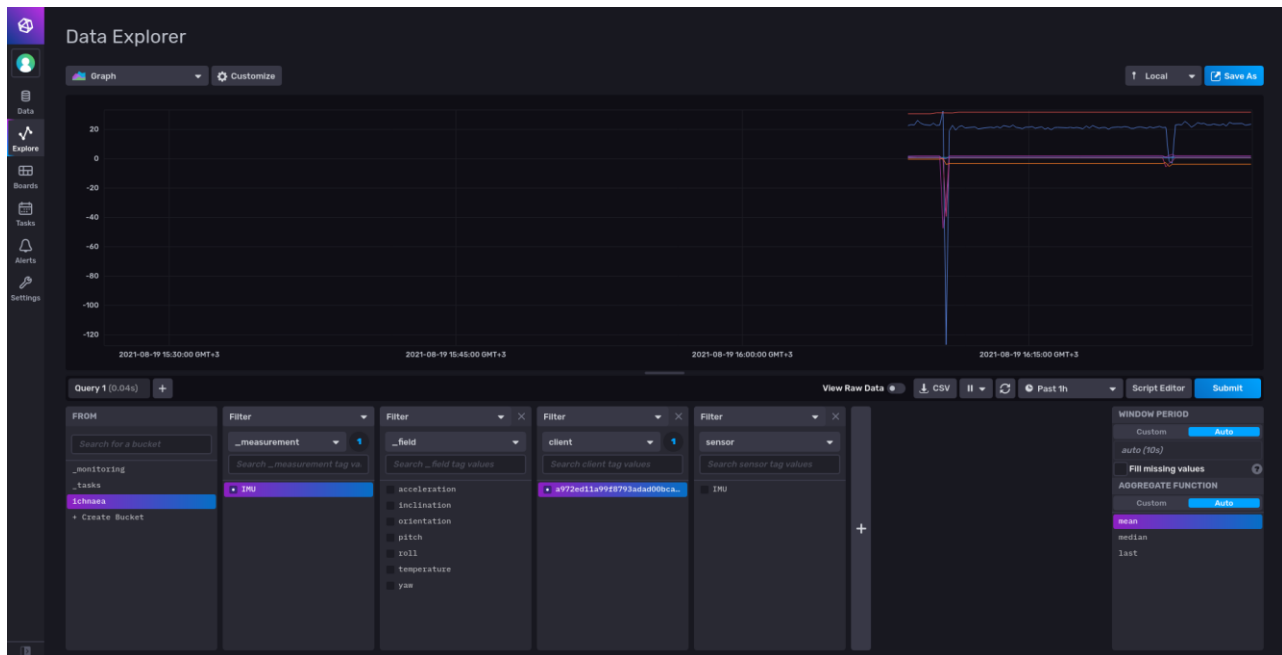 Data Explorer
Graph
Customize
Local
Save As
Data
Explore
Boards
Tasks
Alerts
Settings
20
0
-20
-40
-60
-80
-100
-120
2021-08-19 15:30:00 GMT+3
2021-08-19 15:45:00 GMT+3
2021-08-19 16:00:00 GMT+3
2021-08-19 16:15:00 GMT+3
Query 1 (0.04s)
+
View Raw Data
CSV
Past 1h
Script Editor
Submit
FROM
Search for a bucket
_monitoring
_tasks
ichnaea
+ Create Bucket
Filter
_measurement
1
Search _measurement tag va
IMU
Filter
_field
Search _field tag values
acceleration
inclination
orientation
pitch
roll
temperature
yaw
Filter
client
1
Search client tag values
a972ed11a99f8793adad00bca…
Filter
sensor
Search sensor tag values
IMU
+
WINDOW PERIOD
Custom
Auto
auto (10s)
Fill missing values
?
AGGREGATE FUNCTION
Custom
Auto
mean
median
last